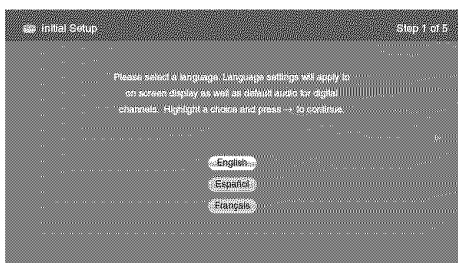 Initial Setup
Step 1 of 5
Please select a language. Language settings will apply to
on screen display as well as default audio for digital
channels. Highlight a choice and press → to continue.
English
Español
Français